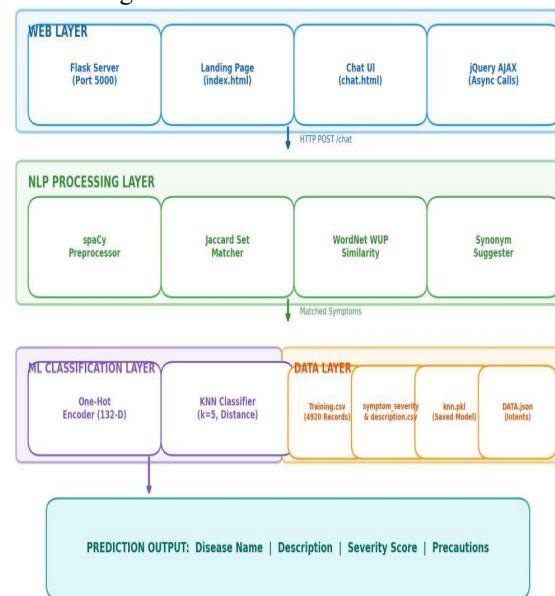 WEB LAYER
Flask Server
(Port 5000)
Landing Page
(index.html)
Chat UI
(chat.html)
jQuery AJAX
(Async Calls)
HTTP POST /chat
NLP PROCESSING LAYER
spaCy
Preprocessor
Jaccard Set
Matcher
WordNet WUP
Similarity
Synonym
Suggester
Matched Symptoms
ML CLASSIFICATION LAYER
One-Hot
Encoder (132-D)
KNN Classifier
(k=5, Distance)
DATA LAYER
Training.csv
(4920 Records)
symptom_severity
& description.csv
knn.pkl
(Saved Model)
DATA.json
(Intents)
PREDICTION OUTPUT: Disease Name | Description | Severity Score | Precautions